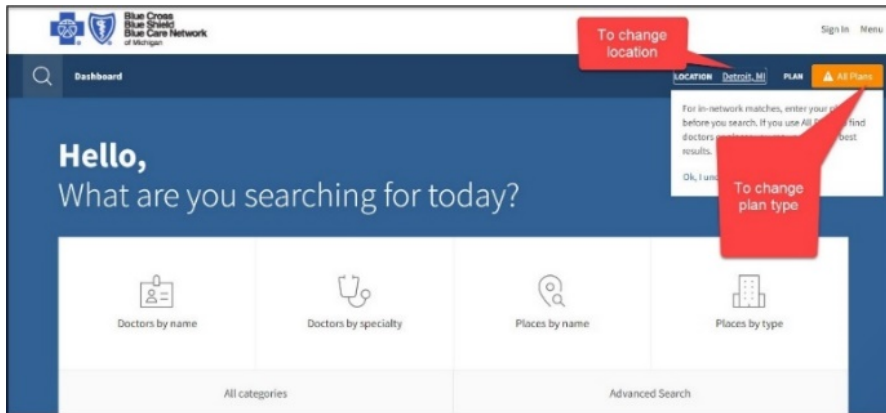 Blue Cross
Blue Shield
Blue Care Network
of Michigan
Sign In Menu
To change
location
Dashboard
LOCATION Detroit, MI PLAN All Plans
For in-network matches, enter your
before you search. If you use All find
doctors best
results.
Ok, I
To change
plan type
Hello,
What are you searching for today?
Doctors by name
Doctors by specialty
Places by name
Places by type
All categories
Advanced Search